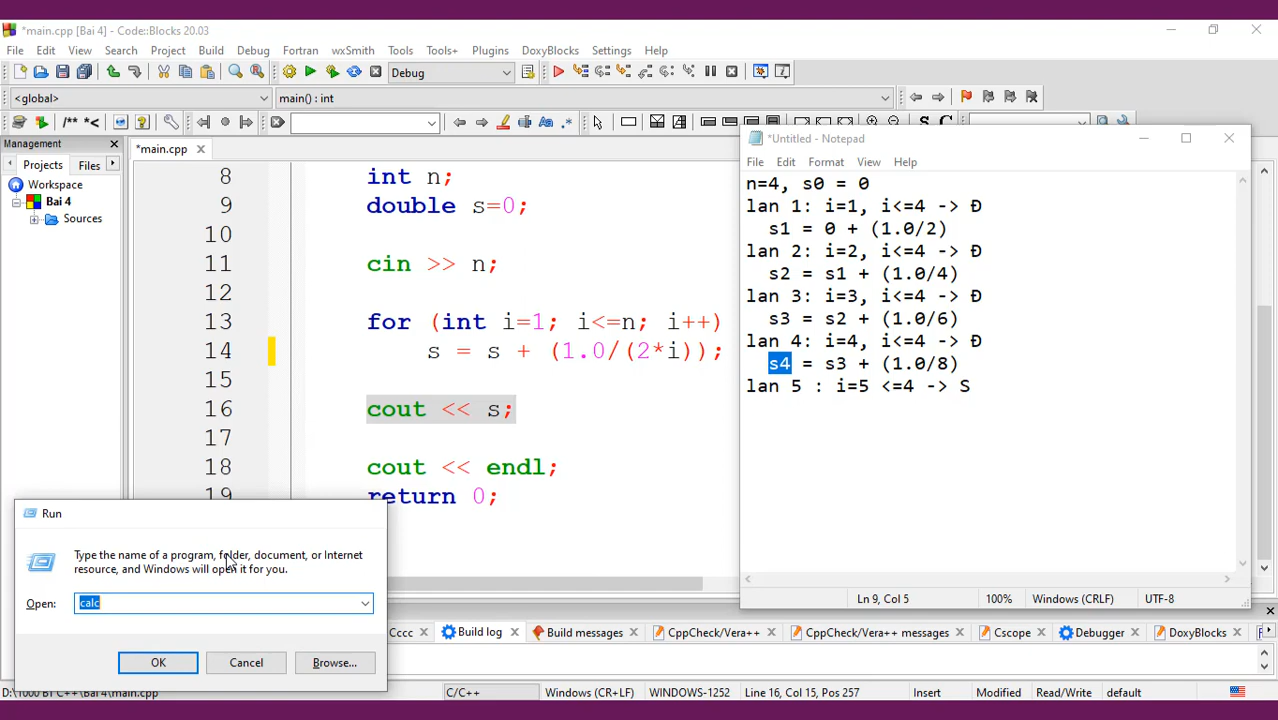 *main.cpp [Bai 4] - Code::Blocks 20.03
File Edit View Search Project Build Debug Fortran wxSmith Tools Tools+ Plugins DoxyBlocks Settings Help
Debug
<global>
main() : int
/** *<
Management
Projects
Files
Workspace
Bai 4
Sources
*main.cpp
8 int n;
9 double s=0;
10
11 cin >> n;
12
13 for (int i=1; i<=n; i++)
14 s = s + (1.0/(2*i));
15
16 cout << s;
17
18 cout << endl;
19 return 0;
*Untitled - Notepad
File Edit Format View Help
n=4, s0 = 0
lan 1: i=1, i<=4 -> Đ
s1 = 0 + (1.0/2)
lan 2: i=2, i<=4 -> Đ
s2 = s1 + (1.0/4)
lan 3: i=3, i<=4 -> Đ
s3 = s2 + (1.0/6)
lan 4: i=4, i<=4 -> Đ
s4 = s3 + (1.0/8)
lan 5 : i=5 <=4 -> S
Ln 9, Col 5 100% Windows (CRLF) UTF-8
Run
Type the name of a program, folder, document, or Internet
resource, and Windows will open it for you.
Open: calc
OK Cancel Browse...
Cccc Build log Build messages CppCheck/Vera++ CppCheck/Vera++ messages Cscope Debugger DoxyBlocks
D:\1000 BT C++\Bai 4\main.cpp C/C++ Windows (CR+LF) WINDOWS-1252 Line 16, Col 15, Pos 257 Insert Modified Read/Write default